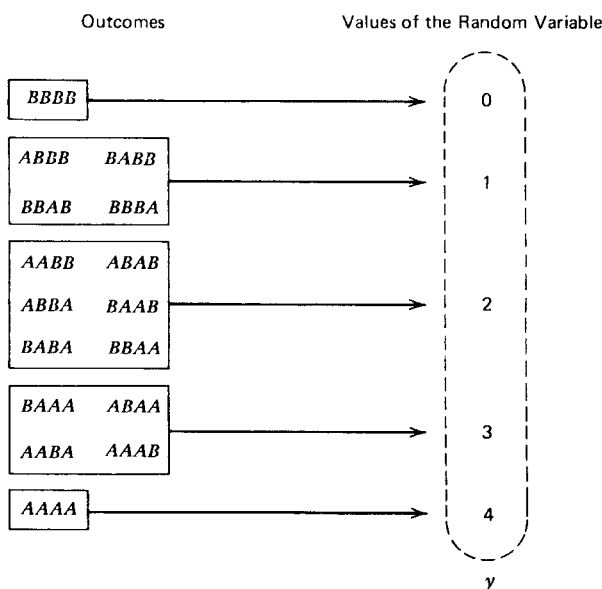 Outcomes Values of the Random Variable
BBBB 0
ABBB BABB
1
BBAB BBBA
AABB ABAB
ABBA BAAB 2
BABA BBAA
BAAA ABAA
3
AABA AAAB
AAAA 4
y